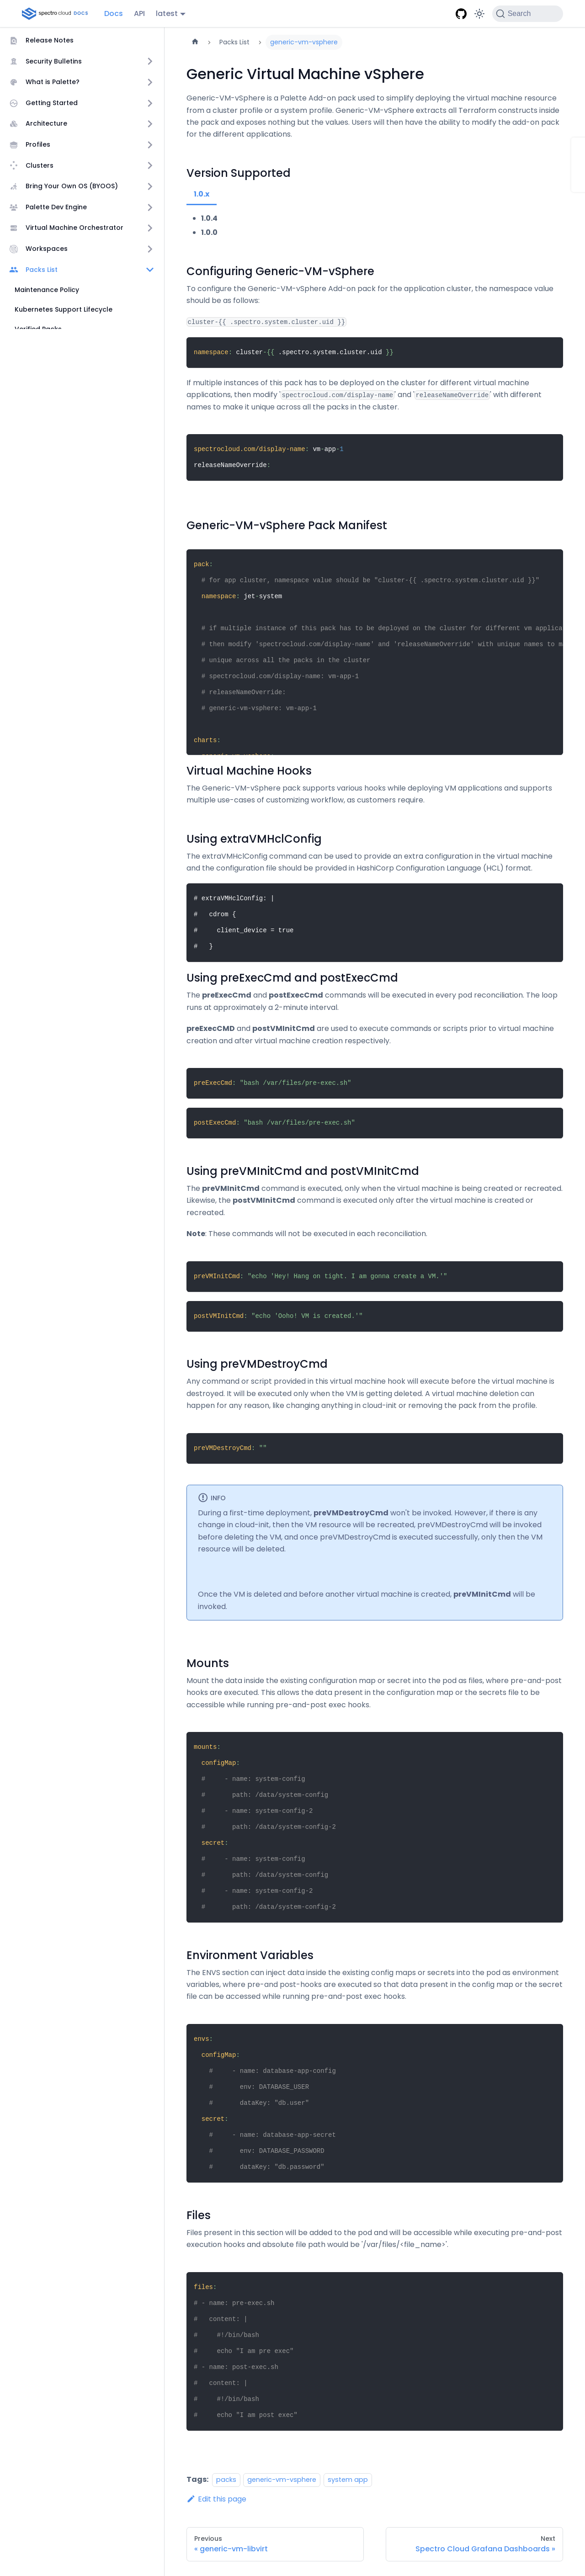 spectro cloud DOCS
Docs
API
latest
Search
Release Notes
Security Bulletins
What is Palette?
Getting Started
Architecture
Profiles
Clusters
Bring Your Own OS (BYOOS)
Palette Dev Engine
Virtual Machine Orchestrator
Workspaces
Packs List
Maintenance Policy
Kubernetes Support Lifecycle
Packs List
generic-vm-vsphere
Generic Virtual Machine vSphere
Generic-VM-vSphere is a Palette Add-on pack used to simplify deploying the virtual machine resource
from a cluster profile or a system profile. Generic-VM-vSphere extracts all Terraform constructs inside
the pack and exposes nothing but the values. Users will then have the ability to modify the add-on pack
for the different applications.
Version Supported
1.0.x
1.0.4
1.0.0
Configuring Generic-VM-vSphere
To configure the Generic-VM-vSphere Add-on pack for the application cluster, the namespace value
should be as follows:
cluster-{{ .spectro.system.cluster.uid }}
namespace: cluster-{{ .spectro.system.cluster.uid }}
If multiple instances of this pack has to be deployed on the cluster for different virtual machine
applications, then modify 'spectrocloud.com/display-name' and 'releaseNameOverride' with different
names to make it unique across all the packs in the cluster.
spectrocloud.com/display-name: vm-app-1
releaseNameOverride:
Generic-VM-vSphere Pack Manifest
pack:
# for app cluster, namespace value should be "cluster-{{ .spectro.system.cluster.uid }}"
namespace: jet-system
# if multiple instance of this pack has to be deployed on the cluster for different vm applica
# then modify 'spectrocloud.com/display-name' and 'releaseNameOverride' with unique names to m
# unique across all the packs in the cluster
# spectrocloud.com/display-name: vm-app-1
# releaseNameOverride:
# generic-vm-vsphere: vm-app-1
charts:
Virtual Machine Hooks
The Generic-VM-vSphere pack supports various hooks while deploying VM applications and supports
multiple use-cases of customizing workflow, as customers require.
Using extraVMHclConfig
The extraVMHclConfig command can be used to provide an extra configuration in the virtual machine
and the configuration file should be provided in HashiCorp Configuration Language (HCL) format.
# extraVMHclConfig: |
#   cdrom {
#     client_device = true
#   }
Using preExecCmd and postExecCmd
The preExecCmd and postExecCmd commands will be executed in every pod reconciliation. The loop
runs at approximately a 2-minute interval.
preExecCMD and postVMInitCmd are used to execute commands or scripts prior to virtual machine
creation and after virtual machine creation respectively.
preExecCmd: "bash /var/files/pre-exec.sh"
postExecCmd: "bash /var/files/pre-exec.sh"
Using preVMInitCmd and postVMInitCmd
The preVMInitCmd command is executed, only when the virtual machine is being created or recreated.
Likewise, the postVMInitCmd command is executed only after the virtual machine is created or
recreated.
Note: These commands will not be executed in each reconciliation.
preVMInitCmd: "echo 'Hey! Hang on tight. I am gonna create a VM.'"
postVMInitCmd: "echo 'Ooho! VM is created.'"
Using preVMDestroyCmd
Any command or script provided in this virtual machine hook will execute before the virtual machine is
destroyed. It will be executed only when the VM is getting deleted. A virtual machine deletion can
happen for any reason, like changing anything in cloud-init or removing the pack from the profile.
preVMDestroyCmd: ""
INFO
During a first-time deployment, preVMDestroyCmd won't be invoked. However, if there is any
change in cloud-init, then the VM resource will be recreated, preVMDestroyCmd will be invoked
before deleting the VM, and once preVMDestroyCmd is executed successfully, only then the VM
resource will be deleted.
Once the VM is deleted and before another virtual machine is created, preVMInitCmd will be
invoked.
Mounts
Mount the data inside the existing configuration map or secret into the pod as files, where pre-and-post
hooks are executed. This allows the data present in the configuration map or the secrets file to be
accessible while running pre-and-post exec hooks.
mounts:
configMap:
#     - name: system-config
#       path: /data/system-config
#     - name: system-config-2
#       path: /data/system-config-2
secret:
#     - name: system-config
#       path: /data/system-config
#     - name: system-config-2
#       path: /data/system-config-2
Environment Variables
The ENVS section can inject data inside the existing config maps or secrets into the pod as environment
variables, where pre-and post-hooks are executed so that data present in the config map or the secret
file can be accessed while running pre-and-post exec hooks.
envs:
configMap:
#     - name: database-app-config
#       env: DATABASE_USER
#       dataKey: "db.user"
secret:
#     - name: database-app-secret
#       env: DATABASE_PASSWORD
#       dataKey: "db.password"
Files
Files present in this section will be added to the pod and will be accessible while executing pre-and-post
execution hooks and absolute file path would be '/var/files/<file_name>'.
files:
# - name: pre-exec.sh
#   content: |
#     #!/bin/bash
#     echo "I am pre exec"
# - name: post-exec.sh
#   content: |
#     #!/bin/bash
#     echo "I am post exec"
Tags: packs generic-vm-vsphere system app
Edit this page
Previous
« generic-vm-libvirt
Next
Spectro Cloud Grafana Dashboards »